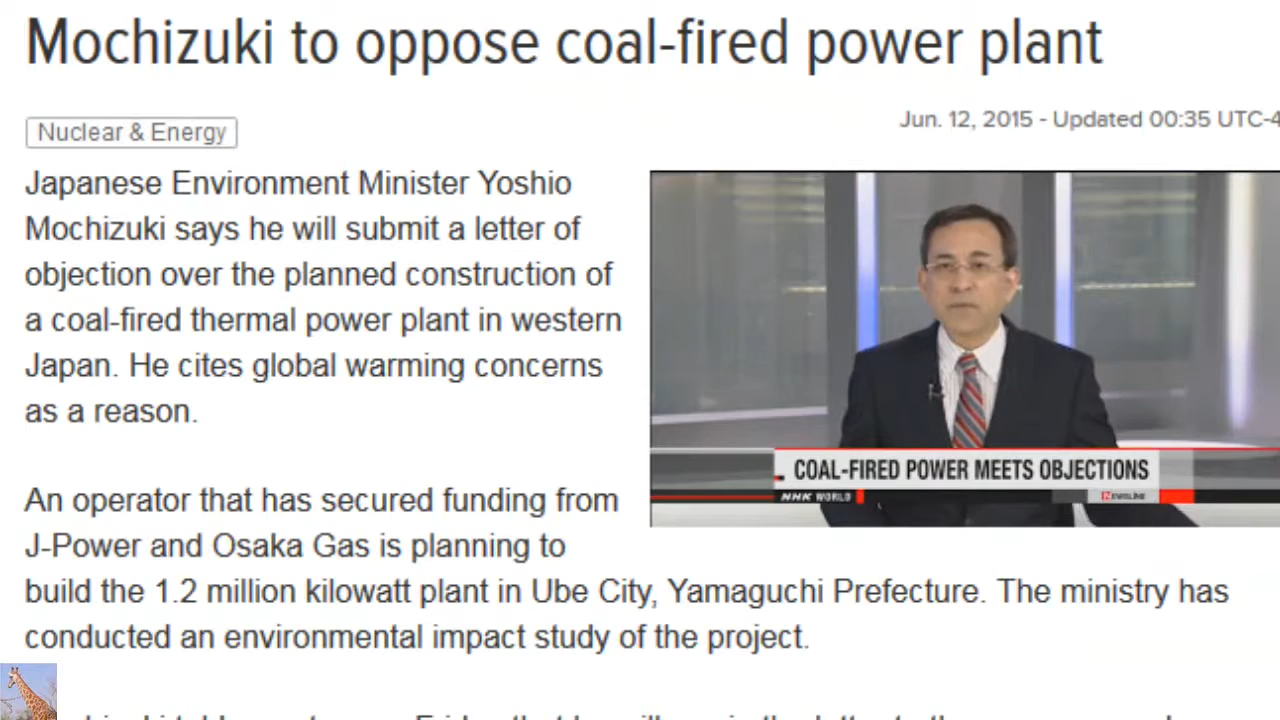 Mochizuki to oppose coal-fired power plant
Nuclear & Energy
Jun. 12, 2015 - Updated 00:35 UTC-4
Japanese Environment Minister Yoshio
Mochizuki says he will submit a letter of
objection over the planned construction of
a coal-fired thermal power plant in western
Japan. He cites global warming concerns
as a reason.
COAL-FIRED POWER MEETS OBJECTIONS
NHK WORLD
NEWSLINE
An operator that has secured funding from
J-Power and Osaka Gas is planning to
build the 1.2 million kilowatt plant in Ube City, Yamaguchi Prefecture. The ministry has
conducted an environmental impact study of the project.